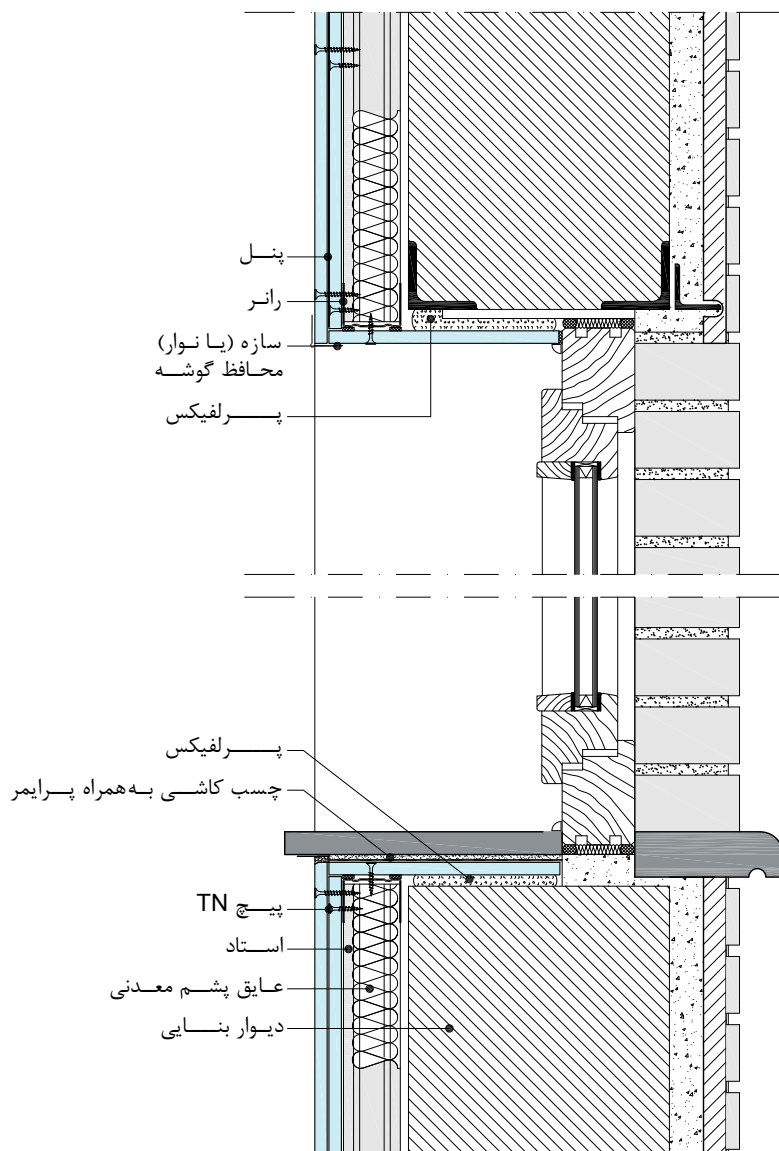 پنل
رانر
سازه (یا نوار)
محافظ گوشه
پرلفیکس
پرلفیکس
چسب کاشی به‌همراه پرایمر
پیچ TN
استاد
عایق پشم معدنی
دیوار بنایی